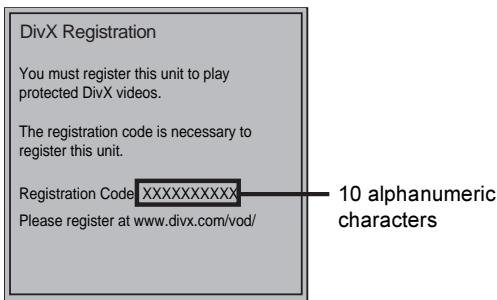 DivX Registration
You must register this unit to play
protected DivX videos.
The registration code is necessary to
register this unit.
Registration Code XXXXXXXXXX
Please register at www.divx.com/vod/
10 alphanumeric
characters